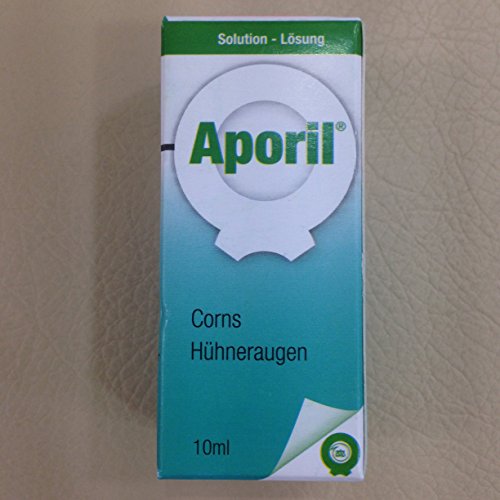 Solution - Lösung
Aporil®
Corns
Hühneraugen
10ml